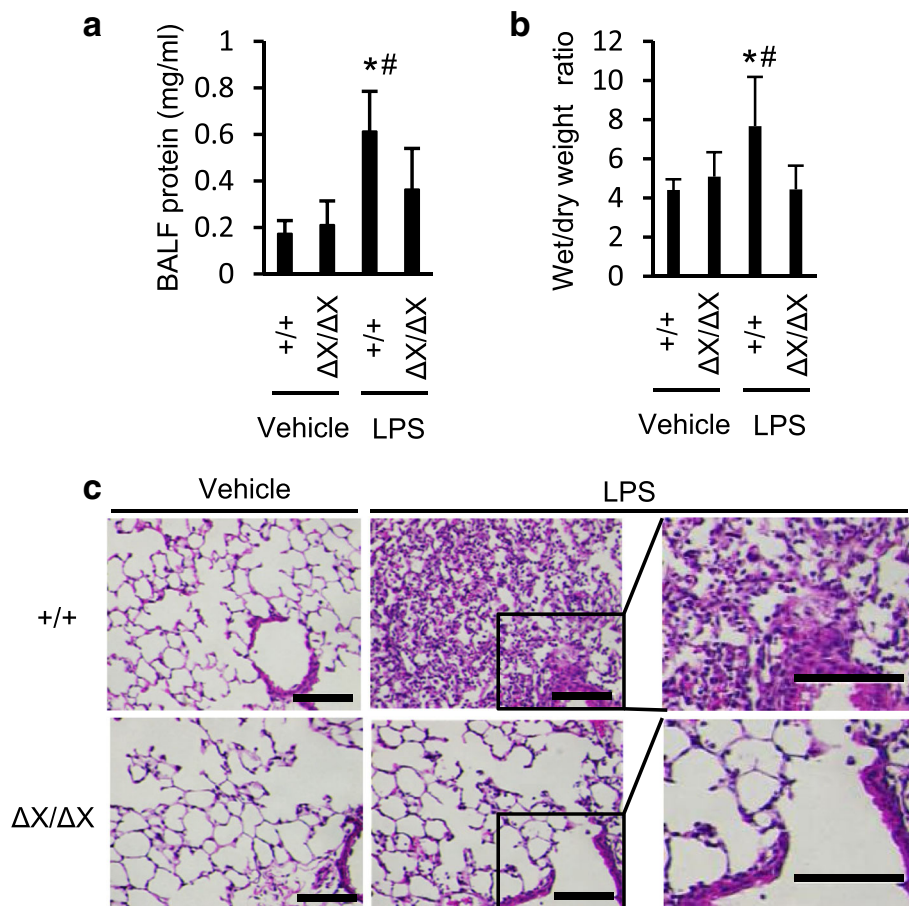 a
BALF protein (mg/ml)
1
0.8
0.6
0.4
0.2
0
*#
+/+
ΔX/ΔX
+/+
ΔX/ΔX
Vehicle
LPS
b
Wet/dry weight ratio
12
10
8
6
4
2
0
*#
+/+
ΔX/ΔX
+/+
ΔX/ΔX
Vehicle
LPS
c
Vehicle
LPS
+/+
ΔX/ΔX